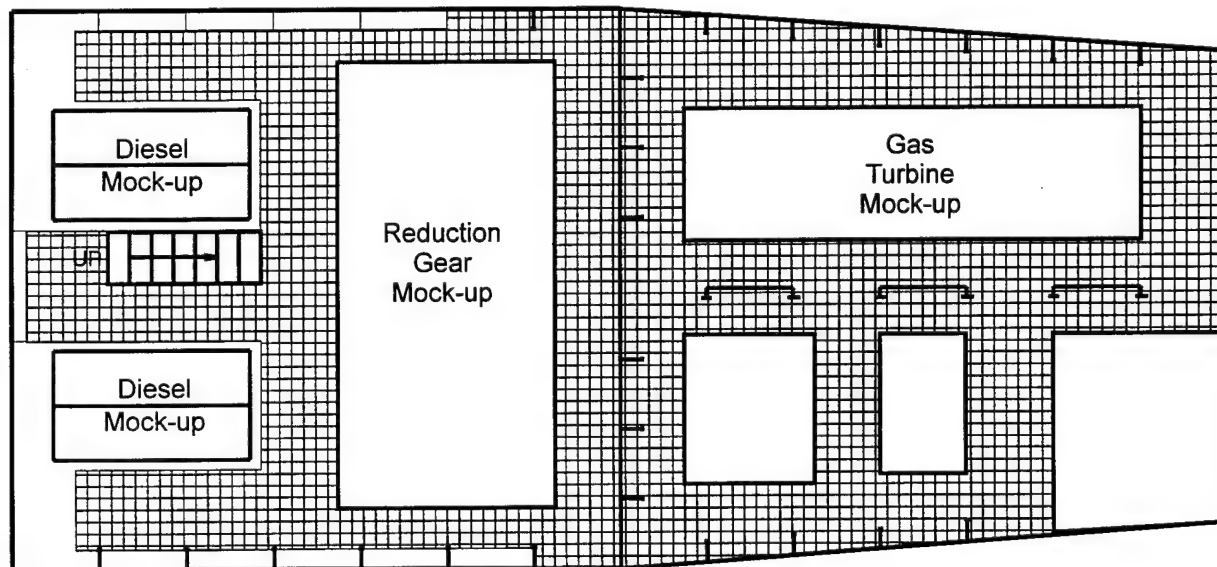 Diesel
Mock-up
UP
Diesel
Mock-up
Reduction
Gear
Mock-up
Gas
Turbine
Mock-up